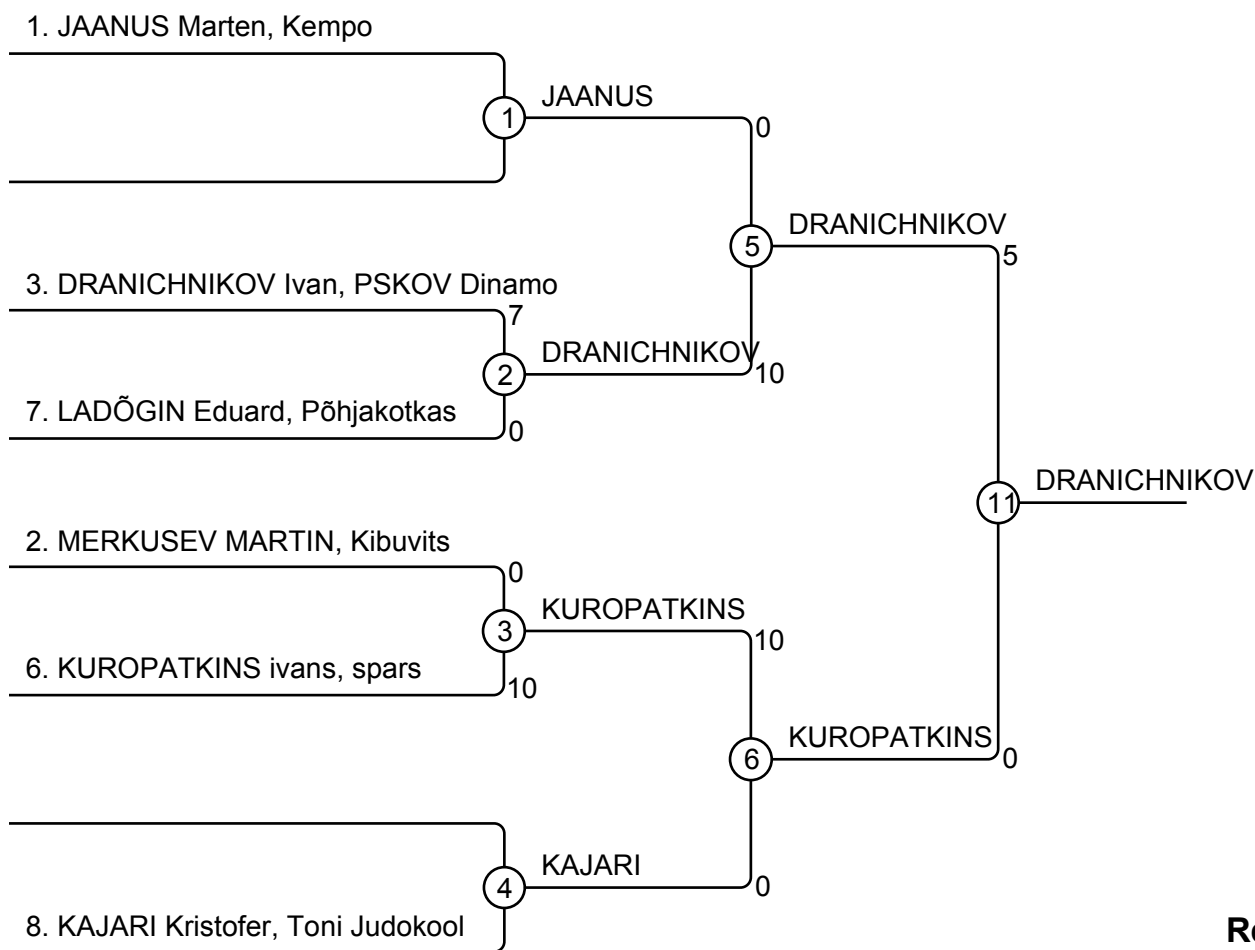 1. JAANUS Marten, Kempo
JAANUS
1
0
DRANICHNIKOV
5
5
3. DRANICHNIKOV Ivan, PSKOV Dinamo
7
DRANICHNIKOV
2
10
7. LADÕGIN Eduard, Põhjakotkas
0
DRANICHNIKOV
11
2. MERKUSEV MARTIN, Kibuvits
0
KUROPATKINS
3
10
6. KUROPATKINS ivans, spars
10
KUROPATKINS
6
0
KAJARI
4
0
8. KAJARI Kristofer, Toni Judokool